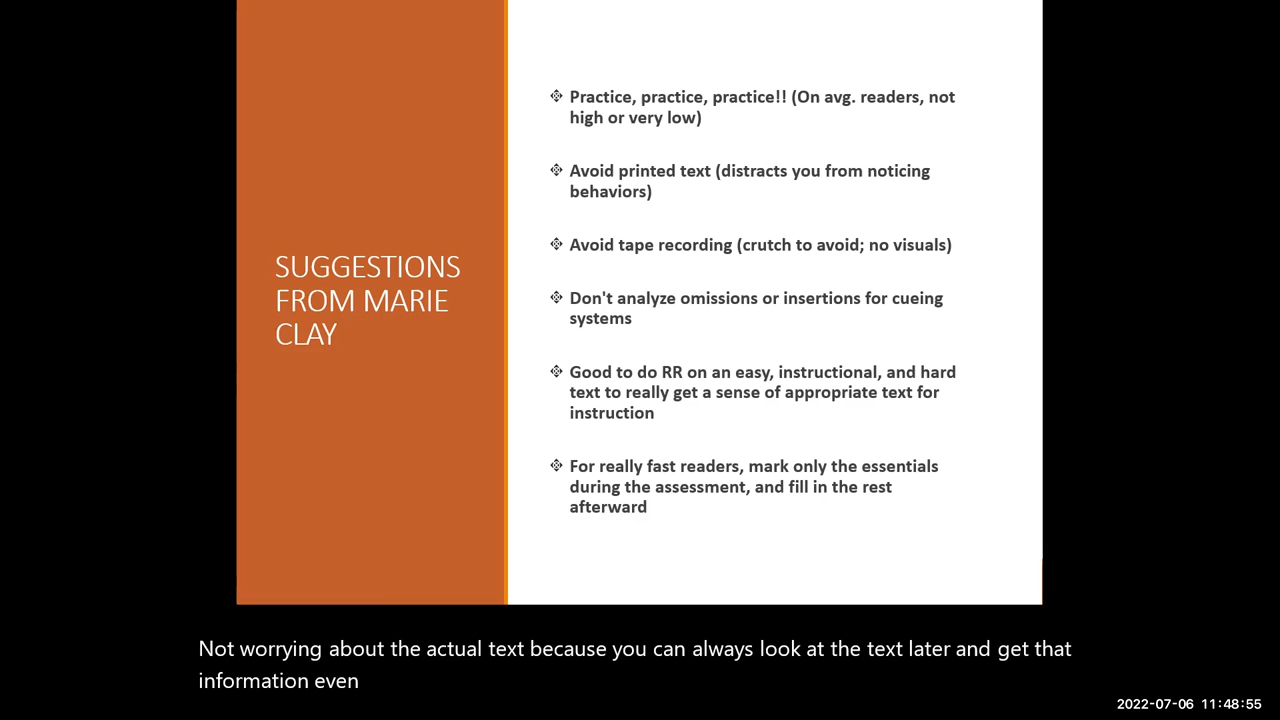 SUGGESTIONS
FROM MARIE
CLAY
Practice, practice, practice!! (On avg. readers, not
high or very low)
Avoid printed text (distracts you from noticing
behaviors)
Avoid tape recording (crutch to avoid; no visuals)
Don't analyze omissions or insertions for cueing
systems
Good to do RR on an easy, instructional, and hard
text to really get a sense of appropriate text for
instruction
For really fast readers, mark only the essentials
during the assessment, and fill in the rest
afterward
Not worrying about the actual text because you can always look at the text later and get that
information even
2022-07-06 11:48:55